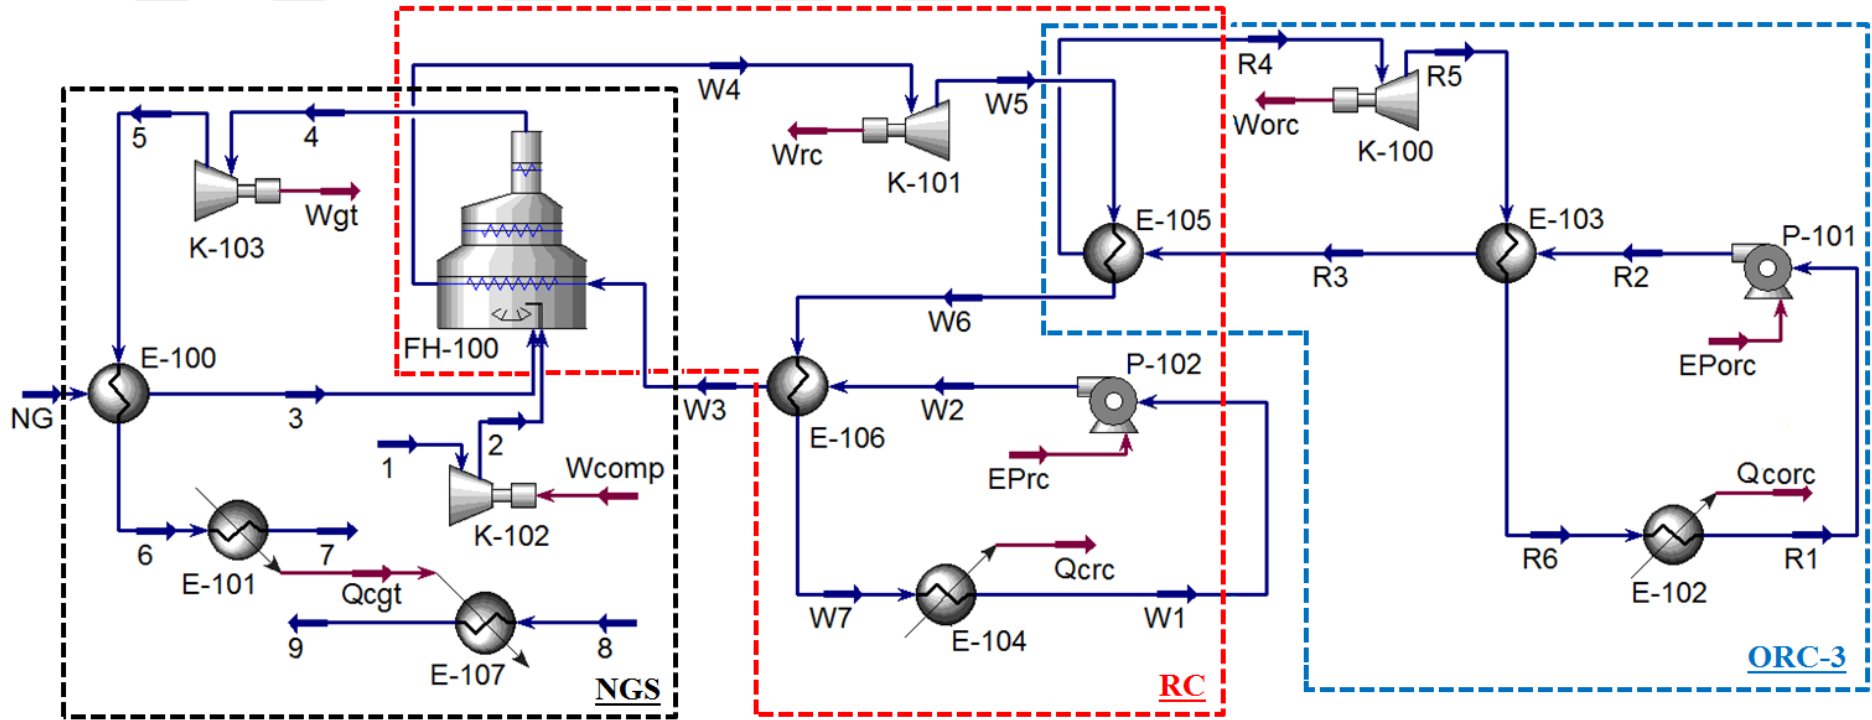 R4
R5
W4
W5
Worc
K-100
5
4
Wrc
K-101
Wgt
K-103
E-105
E-103
P-101
R3
R2
W6
FH-100
E-100
P-102
EPorc
NG
3
W3
W2
E-106
1
2
Wcomp
EPrc
Qcorc
K-102
6
7
E-101
Qcgt
Qcrc
R6
R1
E-102
W7
W1
E-104
9
8
E-107
NGS
RC
ORC-3